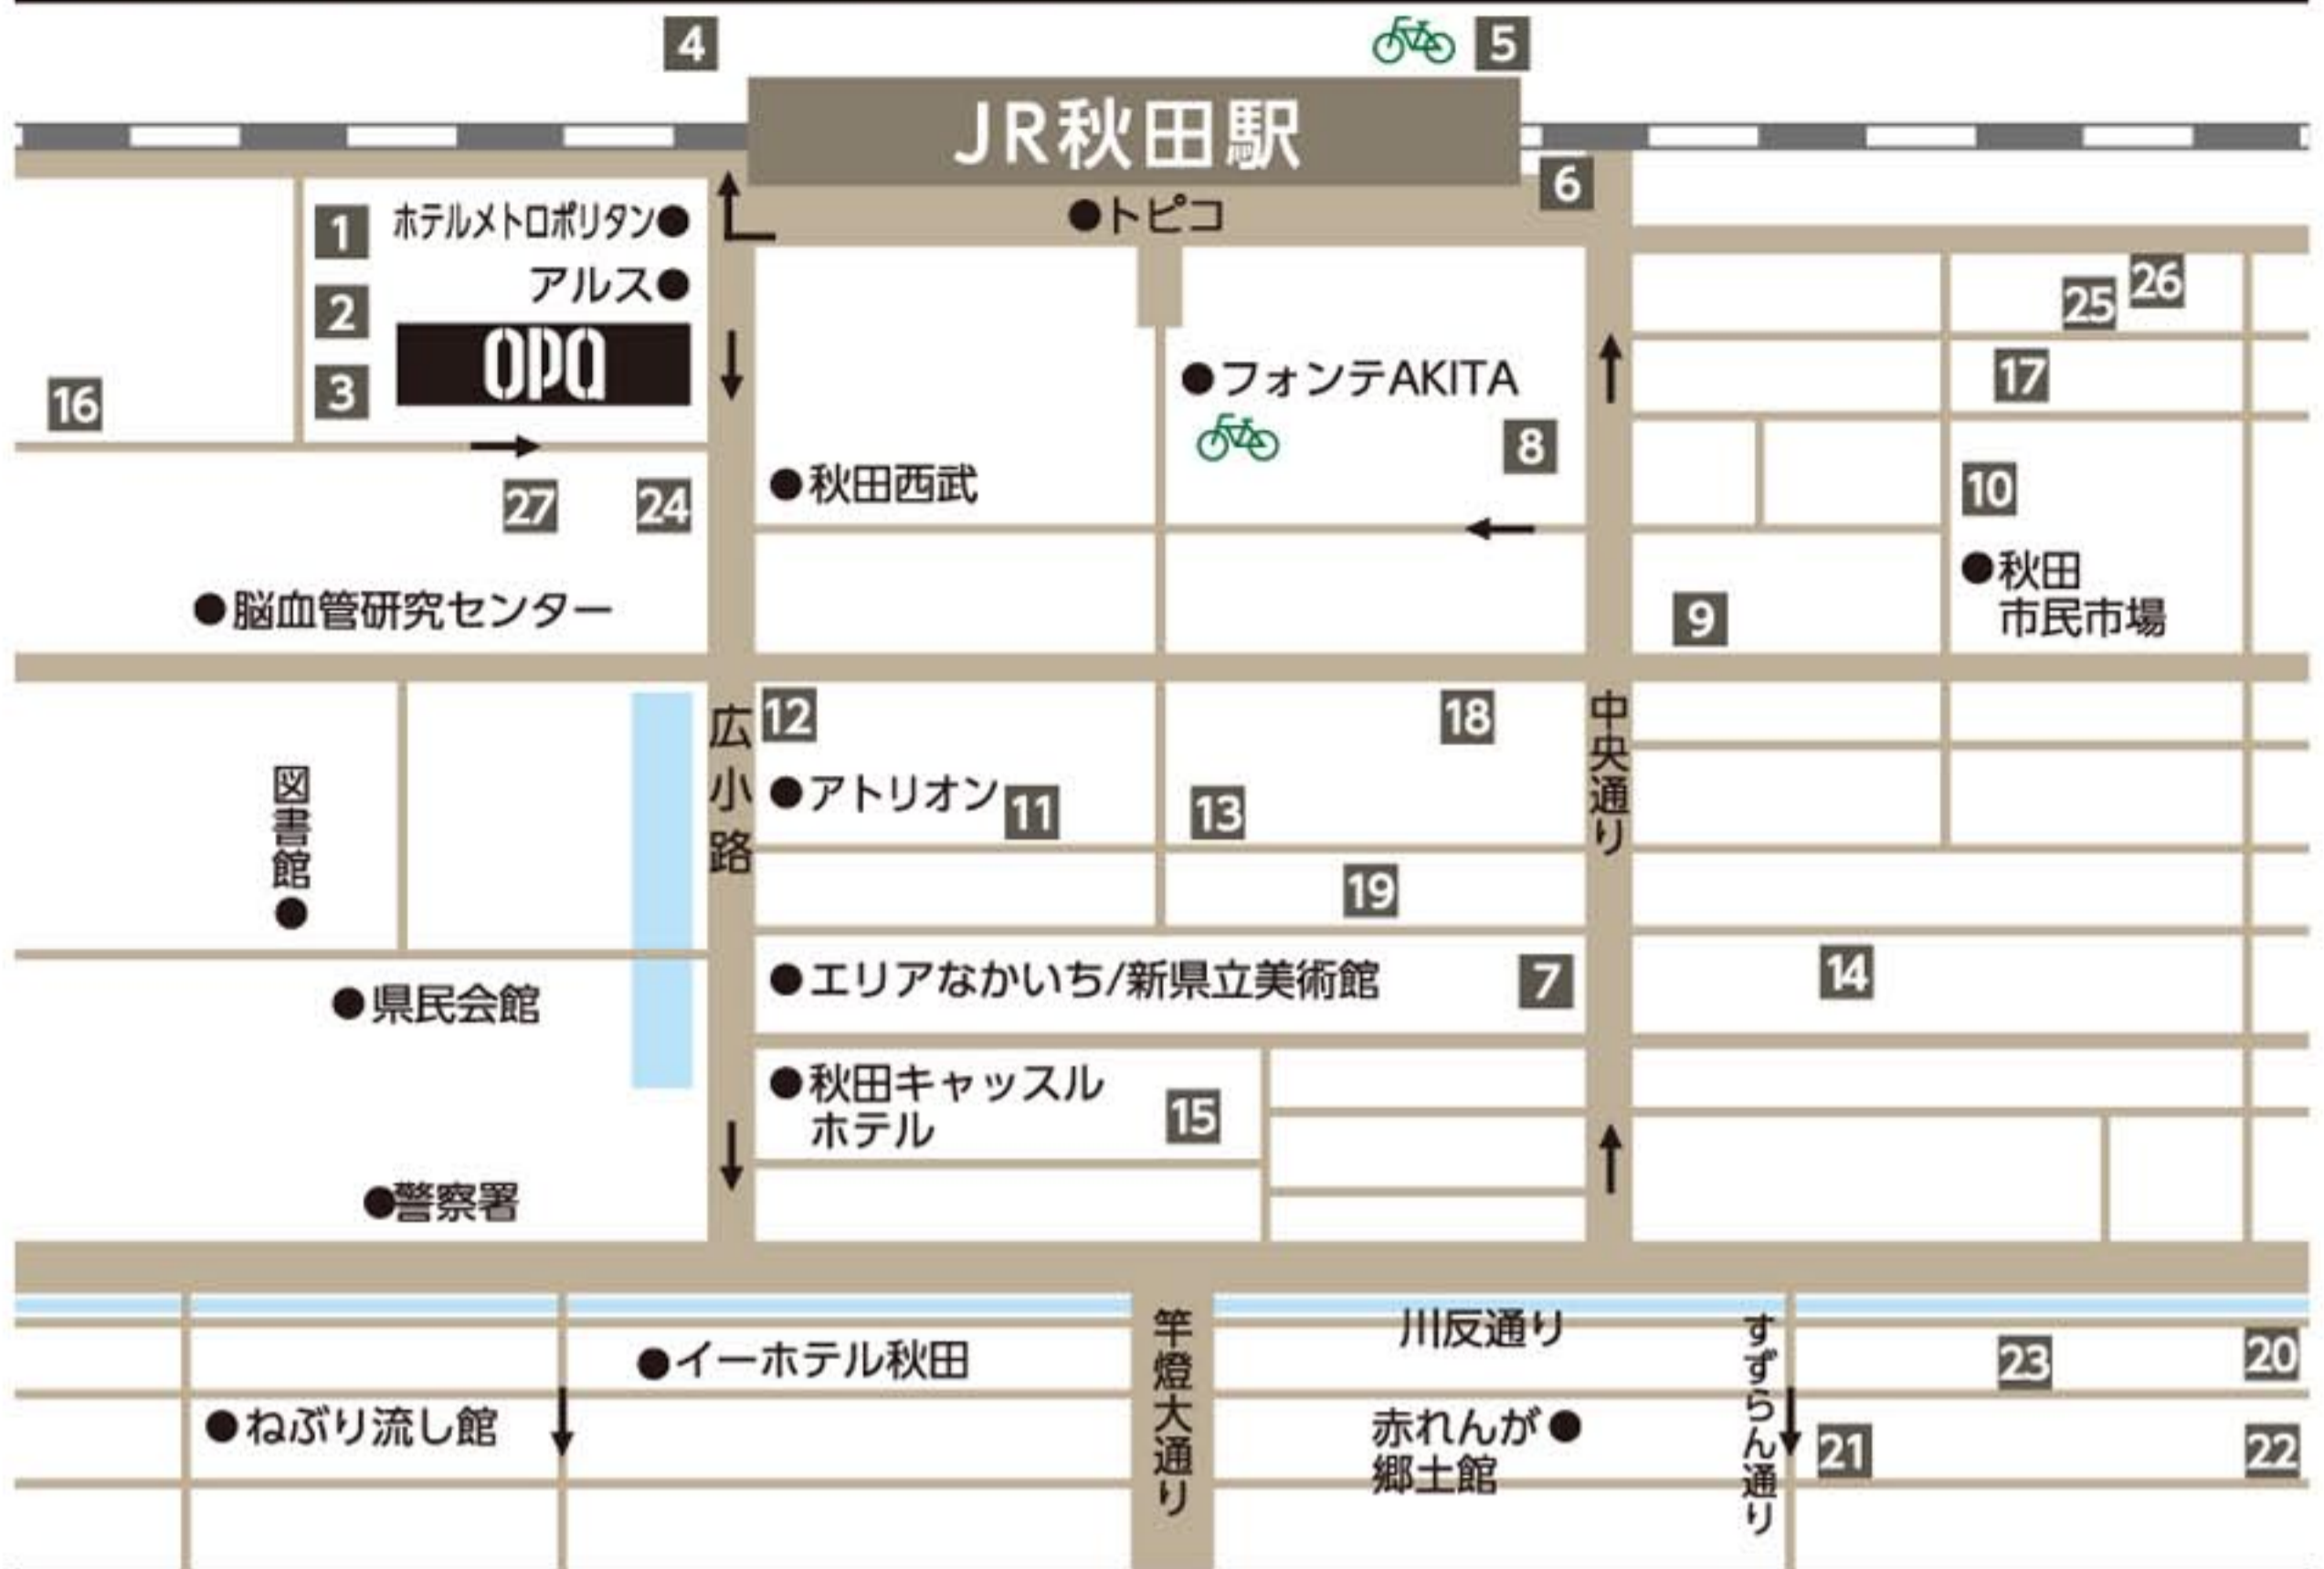 4
5
JR秋田駅
6
●トピコ
1
ホテルメトロポリタン●
2
アルス●
3
OPA
16
●フォンテAKITA
8
25
26
17
10
27
24
●秋田西武
●脳血管研究センター
9
●秋田
市民市場
広小路
12
18
中央通り
●アトリオン
11
13
図書館●
19
●エリアなかいち/新県立美術館
7
14
●県民会館
●秋田キャッスル
ホテル
15
●警察署
竿燈大通り
川反通り
すずらん通り
●イーホテル秋田
23
20
●ねぶり流し館
赤れんが●
郷土館
21
22